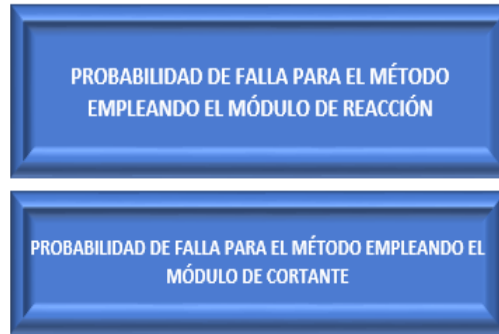 PROBABILIDAD DE FALLA PARA EL MÉTODO
EMPLEANDO EL MÓDULO DE REACCIÓN
PROBABILIDAD DE FALLA PARA EL MÉTODO EMPLEANDO EL
MÓDULO DE CORTANTE